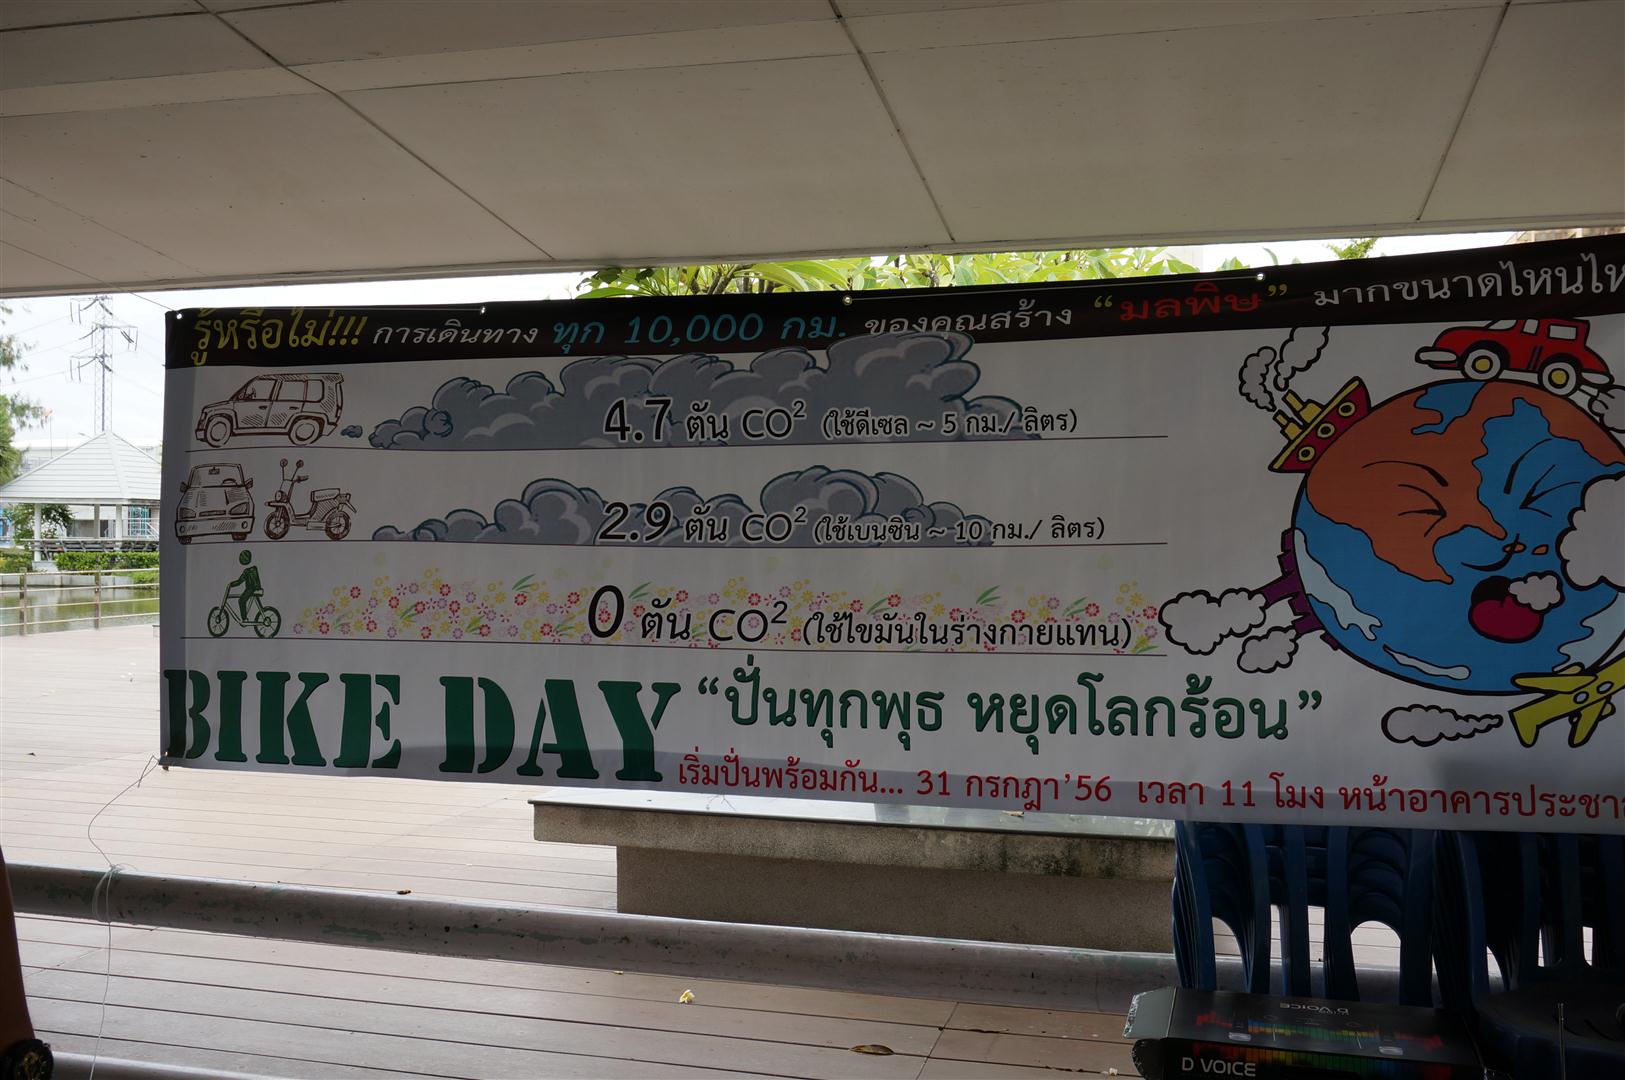 รู้หรือไม่!!! การเดินทาง ทุก 10,000 กม. ของคุณสร้าง “มลพิษ” มากขนาดไหน
4.7 ตัน CO² (ใช้ดีเซล ~ 5 กม./ ลิตร)
2.9 ตัน CO² (ใช้เบนซิน ~ 10 กม./ ลิตร)
0 ตัน CO² (ใช้ไขมันในร่างกายแทน)
BIKE DAY “ปั่นทุกพุธ หยุดโลกร้อน”
เริ่มปั่นพร้อมกัน... 31 กรกฎา’56 เวลา 11 โมง หน้าอาคารประชา
D VOICE
D VOICE